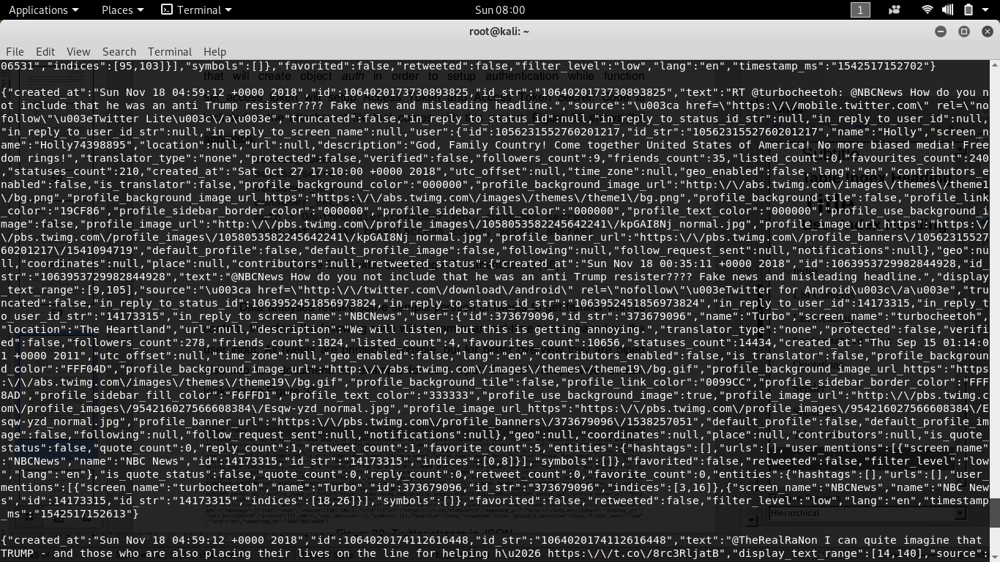 Applications Places Terminal Sun 08:00 1
root@kali: ~
File Edit View Search Terminal Help
06531","indices":[95,103]}],"symbols":[]},"favorited":false,"retweeted":false,"filter_level":"low","lang":"en","timestamp_ms":"1542517152702"}
{"created_at":"Sun Nov 18 04:59:12 +0000 2018","id":1064020173730893825,"id_str":"1064020173730893825","text":"RT @turbocheetoh: @NBCNews How do you n
ot include that he was an anti Trump resister???? Fake news and misleading headline.","source":"\u003ca href=\"https:\/\/mobile.twitter.com\" rel=\"no
follow\"\u003eTwitter Lite\u003c\/a\u003e","truncated":false,"in_reply_to_status_id":null,"in_reply_to_status_id_str":null,"in_reply_to_user_id":null,
"in_reply_to_user_id_str":null,"in_reply_to_screen_name":null,"user":{"id":1056231552760201217,"id_str":"1056231552760201217","name":"Holly","screen_n
ame":"Holly74398895","location":null,"url":null,"description":"God, Family Country! Come together United States of America! No more biased media! Free
dom rings!","translator_type":"none","protected":false,"verified":false,"followers_count":9,"friends_count":35,"listed_count":0,"favourites_count":240
,"statuses_count":210,"created_at":"Sat Oct 27 17:10:00 +0000 2018","utc_offset":null,"time_zone":null,"geo_enabled":false,"lang":"en","contributors_e
nabled":false,"is_translator":false,"profile_background_color":"000000","profile_background_image_url":"http:\/\/abs.twimg.com\/images\/themes\/theme1
\/bg.png","profile_background_image_url_https":"https:\/\/abs.twimg.com\/images\/themes\/theme1\/bg.png","profile_background_tile":false,"profile_link
_color":"19CF86","profile_sidebar_border_color":"000000","profile_sidebar_fill_color":"000000","profile_text_color":"000000","profile_use_background_i
mage":false,"profile_image_url":"http:\/\/pbs.twimg.com\/profile_images\/1058053582245642241\/kpGAI8Nj_normal.jpg","profile_image_url_https":"https:\/
\/pbs.twimg.com\/profile_images\/1058053582245642241\/kpGAI8Nj_normal.jpg","profile_banner_url":"https:\/\/pbs.twimg.com\/profile_banners\/10562315527
60201217\/1541094719","default_profile":false,"default_profile_image":false,"following":null,"follow_request_sent":null,"notifications":null},"geo":nu
ll,"coordinates":null,"place":null,"contributors":null,"retweeted_status":{"created_at":"Sun Nov 18 00:35:11 +0000 2018","id":1063953729982844928,"id_
str":"1063953729982844928","text":"@NBCNews How do you not include that he was an anti Trump resister???? Fake news and misleading headline.","display
_text_range":[9,105],"source":"\u003ca href=\"http:\/\/twitter.com\/download\/android\" rel=\"nofollow\"\u003eTwitter for Android\u003c\/a\u003e","tru
ncated":false,"in_reply_to_status_id":1063952451856973824,"in_reply_to_status_id_str":"1063952451856973824","in_reply_to_user_id":14173315,"in_reply_t
o_user_id_str":"14173315","in_reply_to_screen_name":"NBCNews","user":{"id":373679096,"id_str":"373679096","name":"Turbo","screen_name":"turbocheetoh",
"location":"The Heartland","url":null,"description":"We will listen, but this is getting annoying.","translator_type":"none","protected":false,"verifi
ed":false,"followers_count":278,"friends_count":1824,"listed_count":4,"favourites_count":10656,"statuses_count":14434,"created_at":"Thu Sep 15 01:14:0
1 +0000 2011","utc_offset":null,"time_zone":null,"geo_enabled":false,"lang":"en","contributors_enabled":false,"is_translator":false,"profile_backgroun
d_color":"FFF04D","profile_background_image_url":"http:\/\/abs.twimg.com\/images\/themes\/theme19\/bg.gif","profile_background_image_url_https":"https
:\/\/abs.twimg.com\/images\/themes\/theme19\/bg.gif","profile_background_tile":false,"profile_link_color":"0099CC","profile_sidebar_border_color":"FFF
8AD","profile_sidebar_fill_color":"F6FFD1","profile_text_color":"333333","profile_use_background_image":true,"profile_image_url":"http:\/\/pbs.twimg.c
om\/profile_images\/954216027566608384\/Esqw-yzd_normal.jpg","profile_image_url_https":"https:\/\/pbs.twimg.com\/profile_images\/954216027566608384\/E
sqw-yzd_normal.jpg","profile_banner_url":"https:\/\/pbs.twimg.com\/profile_banners\/373679096\/1538257051","default_profile":false,"default_profile_im
age":false,"following":null,"follow_request_sent":null,"notifications":null},"geo":null,"coordinates":null,"place":null,"contributors":null,"is_quote_
status":false,"quote_count":0,"reply_count":1,"retweet_count":1,"favorite_count":5,"entities":{"hashtags":[],"urls":[],"user_mentions":[{"screen_name"
:"NBCNews","name":"NBC News","id":14173315,"id_str":"14173315","indices":[0,8]}],"symbols":[]},"favorited":false,"retweeted":false,"filter_level":"low
","lang":"en"},"is_quote_status":false,"quote_count":0,"reply_count":0,"retweet_count":0,"favorite_count":0,"entities":{"hashtags":[],"urls":[],"user_
mentions":[{"screen_name":"turbocheetoh","name":"Turbo","id":373679096,"id_str":"373679096","indices":[3,16]},{"screen_name":"NBCNews","name":"NBC New
s","id":14173315,"id_str":"14173315","indices":[18,26]}],"symbols":[]},"favorited":false,"retweeted":false,"filter_level":"low","lang":"en","timestamp
_ms":"1542517152613"}
{"created_at":"Sun Nov 18 04:59:12 +0000 2018","id":1064020174112616448,"id_str":"1064020174112616448","text":"@TheRealRaNon I can quite imagine that
TRUMP - and those who are also placing their lives on the line for helping h\u2026 https:\/\/t.co\/8rc3RljatB","display_text_range":[14,140],"source":